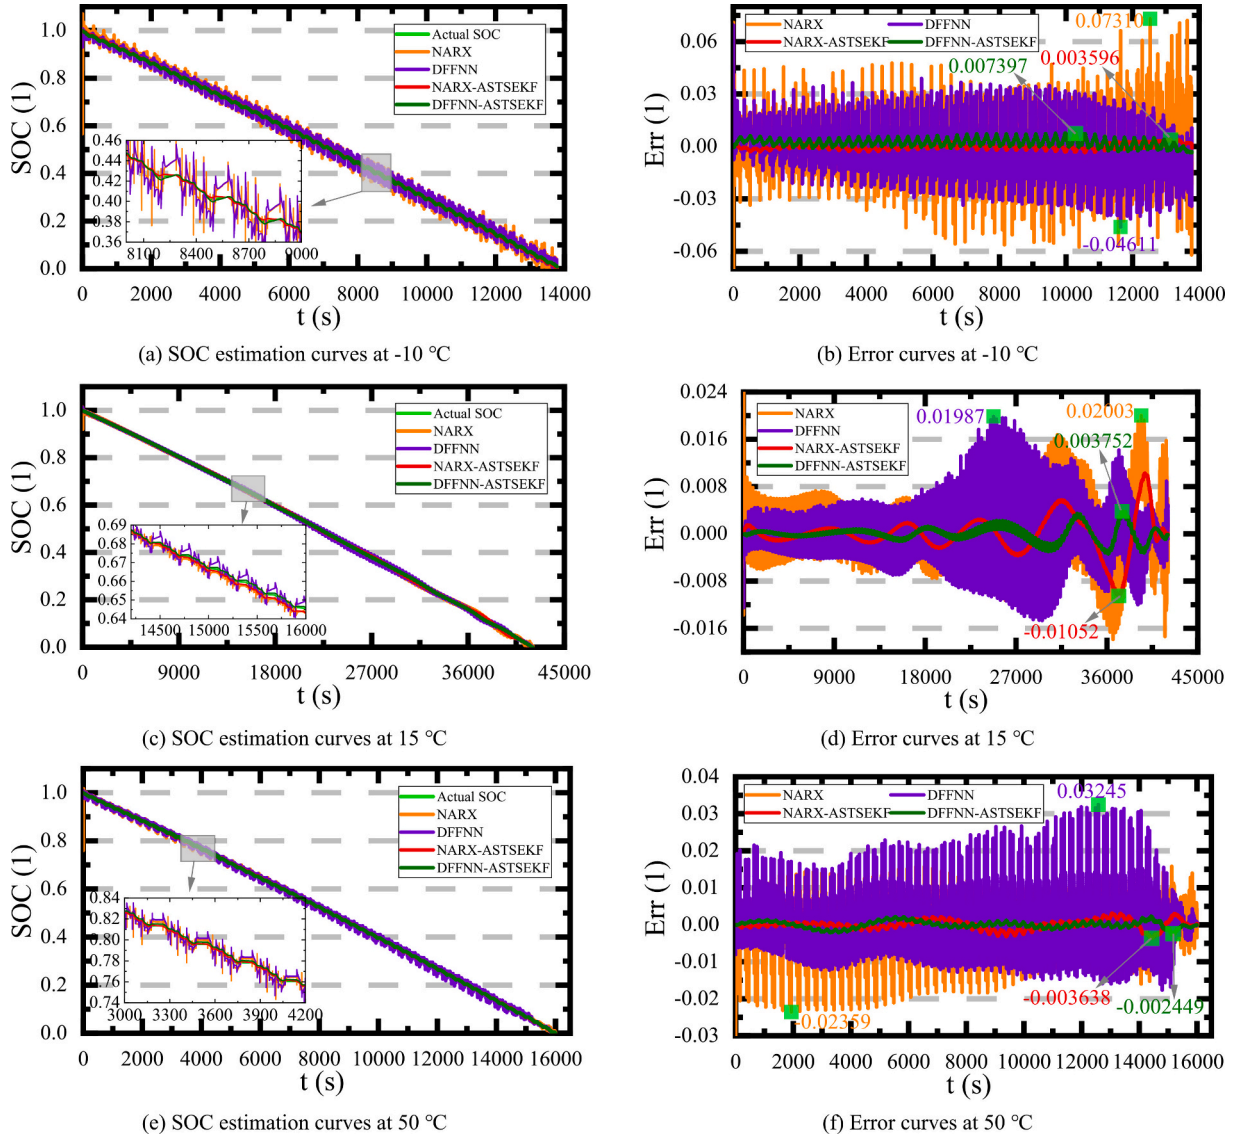 SOC (1)
1.0
0.8
0.6
0.4
0.2
0.0
Actual SOC
NARX
DFFNN
NARX-ASTSEKF
DFFNN-ASTSEKF
0.46
0.44
0.42
0.40
0.38
0.36
8100 8400 8700 9000
0 2000 4000 6000 8000 10000 12000 14000
t (s)
(a) SOC estimation curves at -10 °C
Err (1)
0.06
0.03
0.00
-0.03
-0.06
NARX DFFNN
NARX-ASTSEKF DFFNN-ASTSEKF
0.07310
0.003596
0.007397
-0.04611
0 2000 4000 6000 8000 10000 12000 14000
t (s)
(b) Error curves at -10 °C
SOC (1)
1.0
0.8
0.6
0.4
0.2
0.0
Actual SOC
NARX
DFFNN
NARX-ASTSEKF
DFFNN-ASTSEKF
0.69
0.68
0.67
0.66
0.65
0.64
14500 15000 15500 16000
0 9000 18000 27000 36000 45000
t (s)
(c) SOC estimation curves at 15 °C
Err (1)
0.024
0.016
0.008
0.000
-0.008
-0.016
NARX
DFFNN
NARX-ASTSEKF
DFFNN-ASTSEKF
0.01987
0.02003
0.003752
-0.01052
0 9000 18000 27000 36000 45000
t (s)
(d) Error curves at 15 °C
SOC (1)
1.0
0.8
0.6
0.4
0.2
0.0
Actual SOC
NARX
DFFNN
NARX-ASTSEKF
DFFNN-ASTSEKF
0.84
0.82
0.80
0.78
0.76
0.74
3000 3300 3600 3900 4200
0 2000 4000 6000 8000 10000 12000 14000 16000
t (s)
(e) SOC estimation curves at 50 °C
Err (1)
0.04
0.03
0.02
0.01
0.00
-0.01
-0.02
-0.03
NARX DFFNN
NARX-ASTSEKF DFFNN-ASTSEKF
0.03245
-0.003638
-0.002449
-0.02359
0 2000 4000 6000 8000 10000 12000 14000 16000
t (s)
(f) Error curves at 50 °C